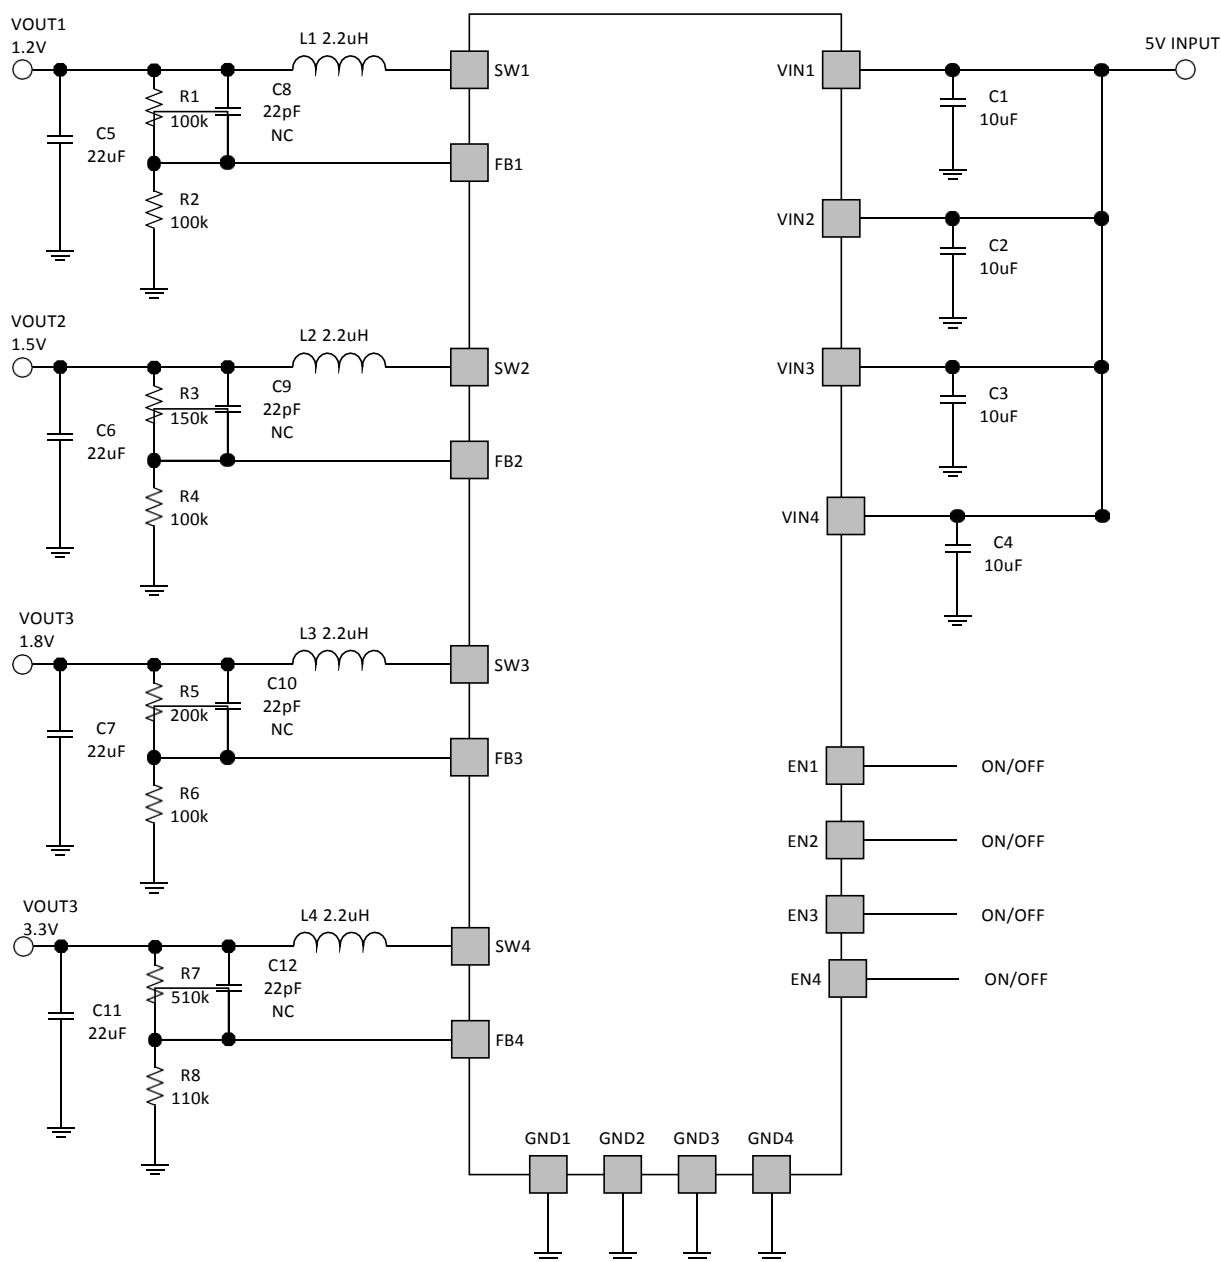 VOUT1
1.2V
L1 2.2uH
SW1
R1
100k
C8
22pF
NC
C5
22uF
FB1
R2
100k
VOUT2
1.5V
L2 2.2uH
SW2
R3
150k
C9
22pF
NC
C6
22uF
FB2
R4
100k
VOUT3
1.8V
L3 2.2uH
SW3
R5
200k
C10
22pF
NC
C7
22uF
FB3
R6
100k
VOUT3
3.3V
L4 2.2uH
SW4
R7
510k
C12
22pF
NC
C11
22uF
FB4
R8
110k
VIN1
5V INPUT
C1
10uF
VIN2
C2
10uF
VIN3
C3
10uF
VIN4
C4
10uF
EN1
ON/OFF
EN2
ON/OFF
EN3
ON/OFF
EN4
ON/OFF
GND1
GND2
GND3
GND4